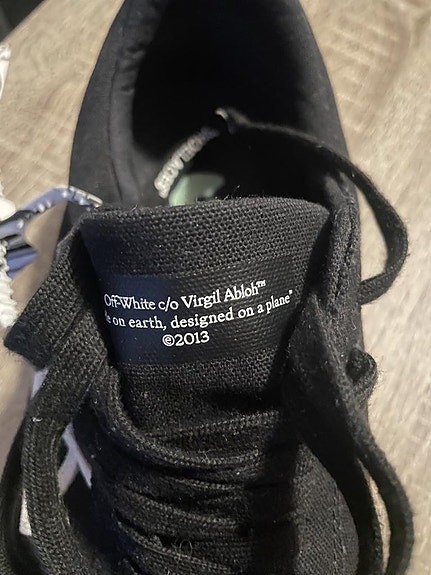 Off-White c/o Virgil Abloh™
e on earth, designed on a plane"
©2013